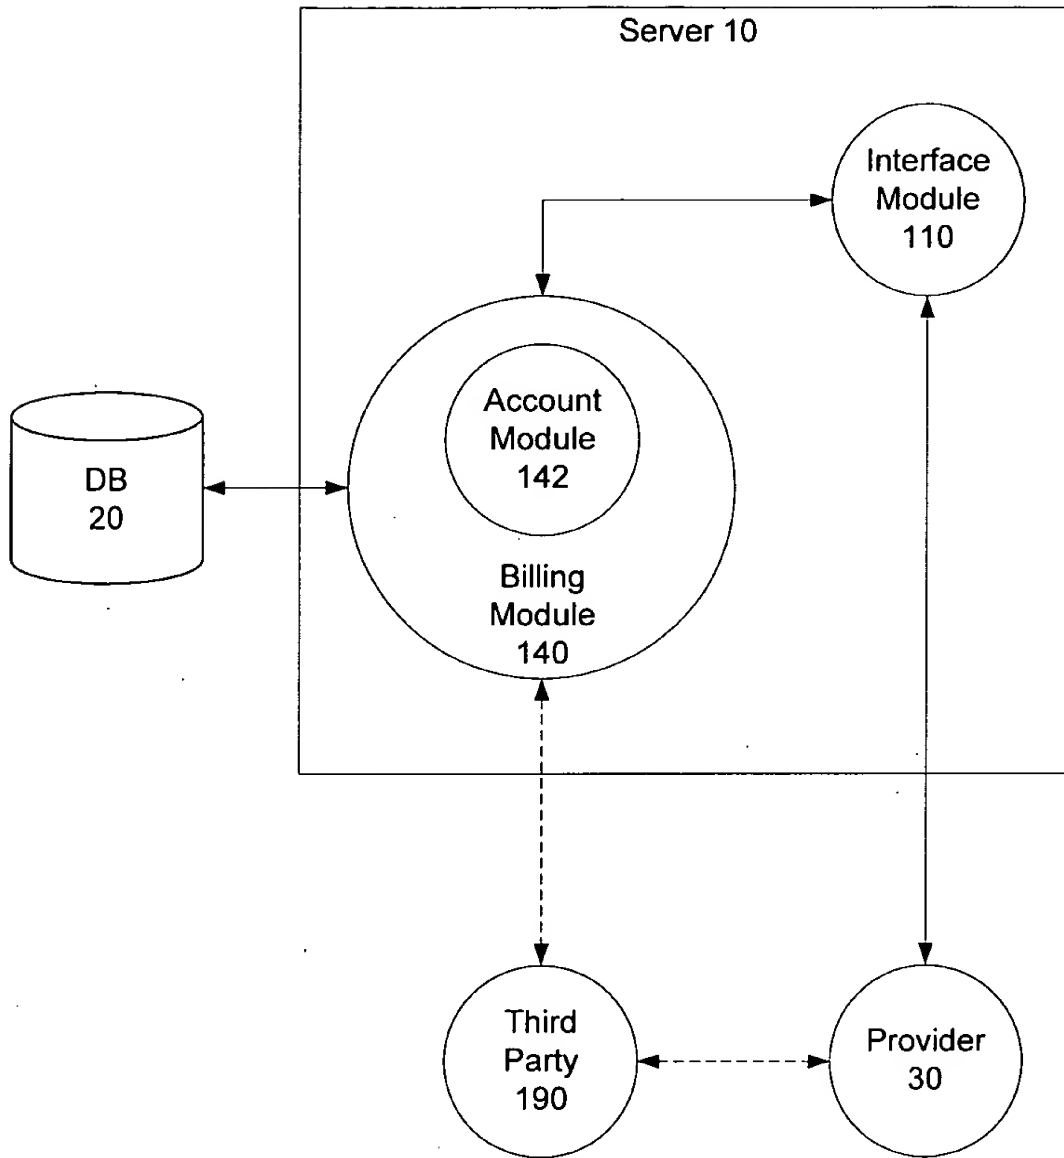 Server 10
Interface
Module
110
Account
Module
142
DB
20
Billing
Module
140
Third
Party
190
Provider
30